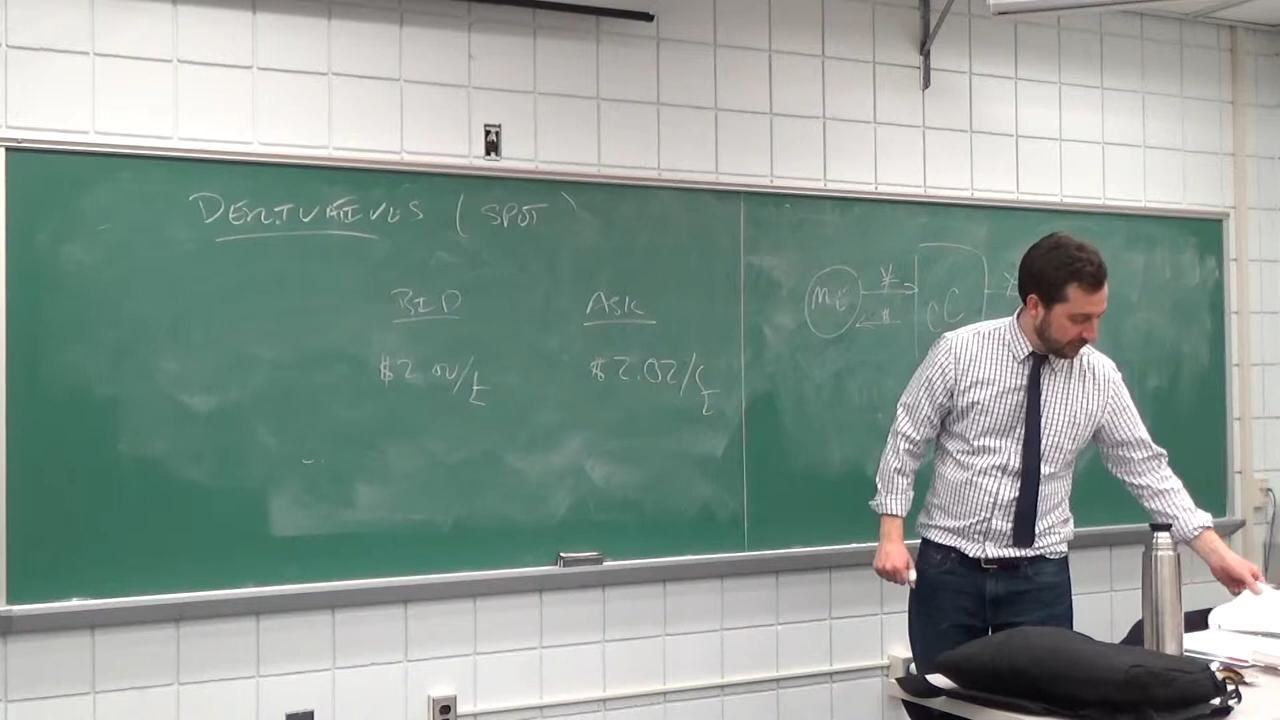 DERIVATIVES (SPOT)
BID ASK
$2.00/£ $2.02/£
ME ¥ CC ¥
$